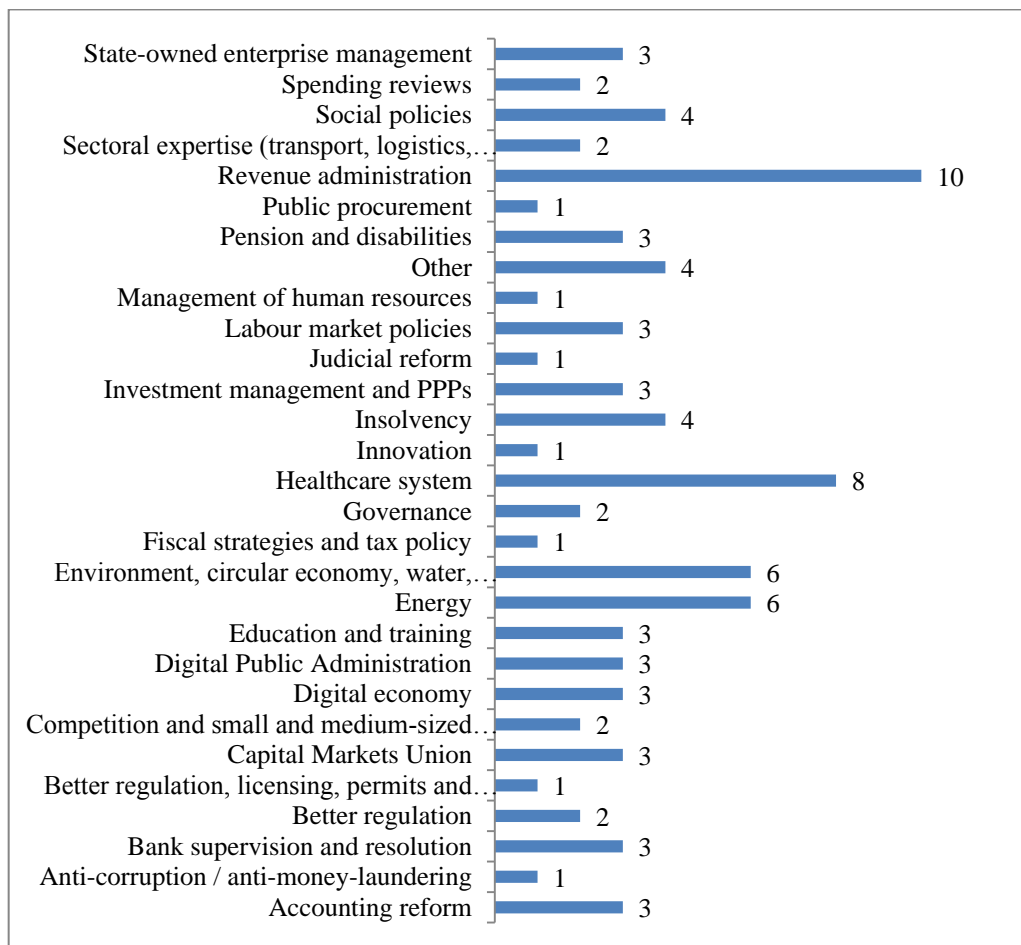 State-owned enterprise management 3
Spending reviews 2
Social policies 4
Sectoral expertise (transport, logistics,… 2
Revenue administration 10
Public procurement 1
Pension and disabilities 3
Other 4
Management of human resources 1
Labour market policies 3
Judicial reform 1
Investment management and PPPs 3
Insolvency 4
Innovation 1
Healthcare system 8
Governance 2
Fiscal strategies and tax policy 1
Environment, circular economy, water,… 6
Energy 6
Education and training 3
Digital Public Administration 3
Digital economy 3
Competition and small and medium-sized… 2
Capital Markets Union 3
Better regulation, licensing, permits and… 1
Better regulation 2
Bank supervision and resolution 3
Anti-corruption / anti-money-laundering 1
Accounting reform 3